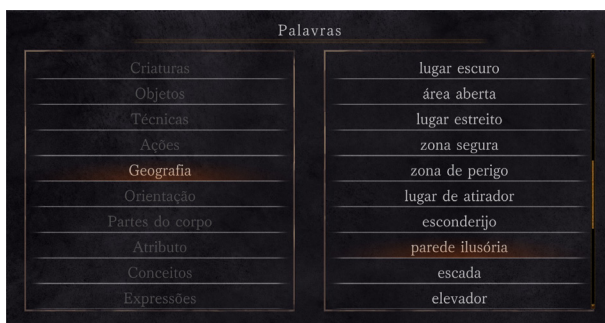 Palavras
Criaturas
Objetos
Técnicas
Ações
Geografia
Orientação
Partes do corpo
Atributo
Conceitos
Expressões
lugar escuro
área aberta
lugar estreito
zona segura
zona de perigo
lugar de atirador
esconderijo
parede ilusória
escada
elevador